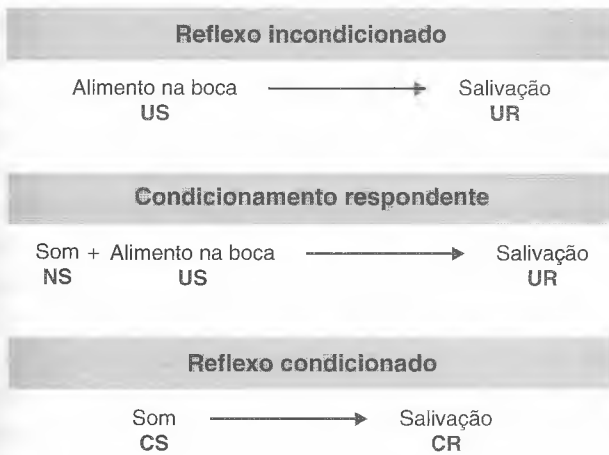 Reflexo incondicionado
Alimento na boca Salivação
US UR
Condicionamento respondente
Som + Alimento na boca Salivação
NS US UR
Reflexo condicionado
Som Salivação
CS CR